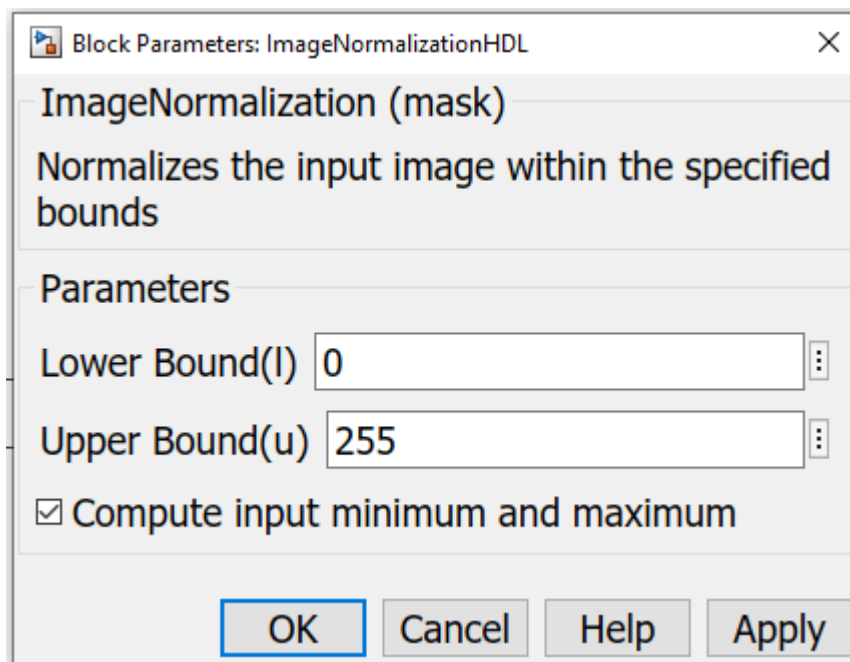 Block Parameters: ImageNormalizationHDL
ImageNormalization (mask)
Normalizes the input image within the specified
bounds
Parameters
Lower Bound(l) 0
Upper Bound(u) 255
Compute input minimum and maximum
OK Cancel Help Apply